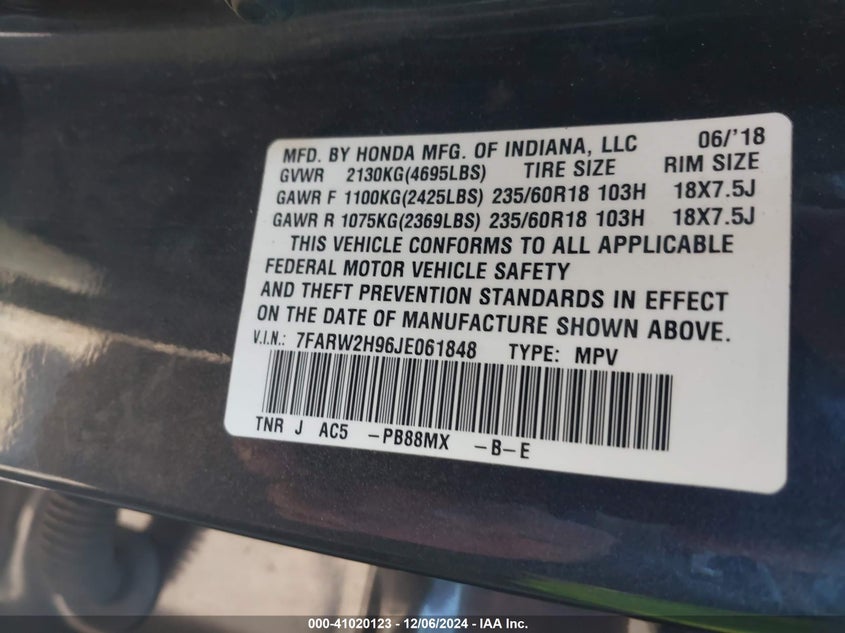 MFD. BY HONDA MFG. OF INDIANA, LLC 06/'18
GVWR 2130KG(4695LBS) TIRE SIZE RIM SIZE
GAWR F 1100KG(2425LBS) 235/60R18 103H 18X7.5J
GAWR R 1075KG(2369LBS) 235/60R18 103H 18X7.5J
THIS VEHICLE CONFORMS TO ALL APPLICABLE
FEDERAL MOTOR VEHICLE SAFETY
AND THEFT PREVENTION STANDARDS IN EFFECT
ON THE DATE OF MANUFACTURE SHOWN ABOVE.
V.I.N.: 7FARW2H96JE061848 TYPE: MPV
TNR J AC5 -PB88MX -B-E
000-41020123 - 12/06/2024 - IAA Inc.